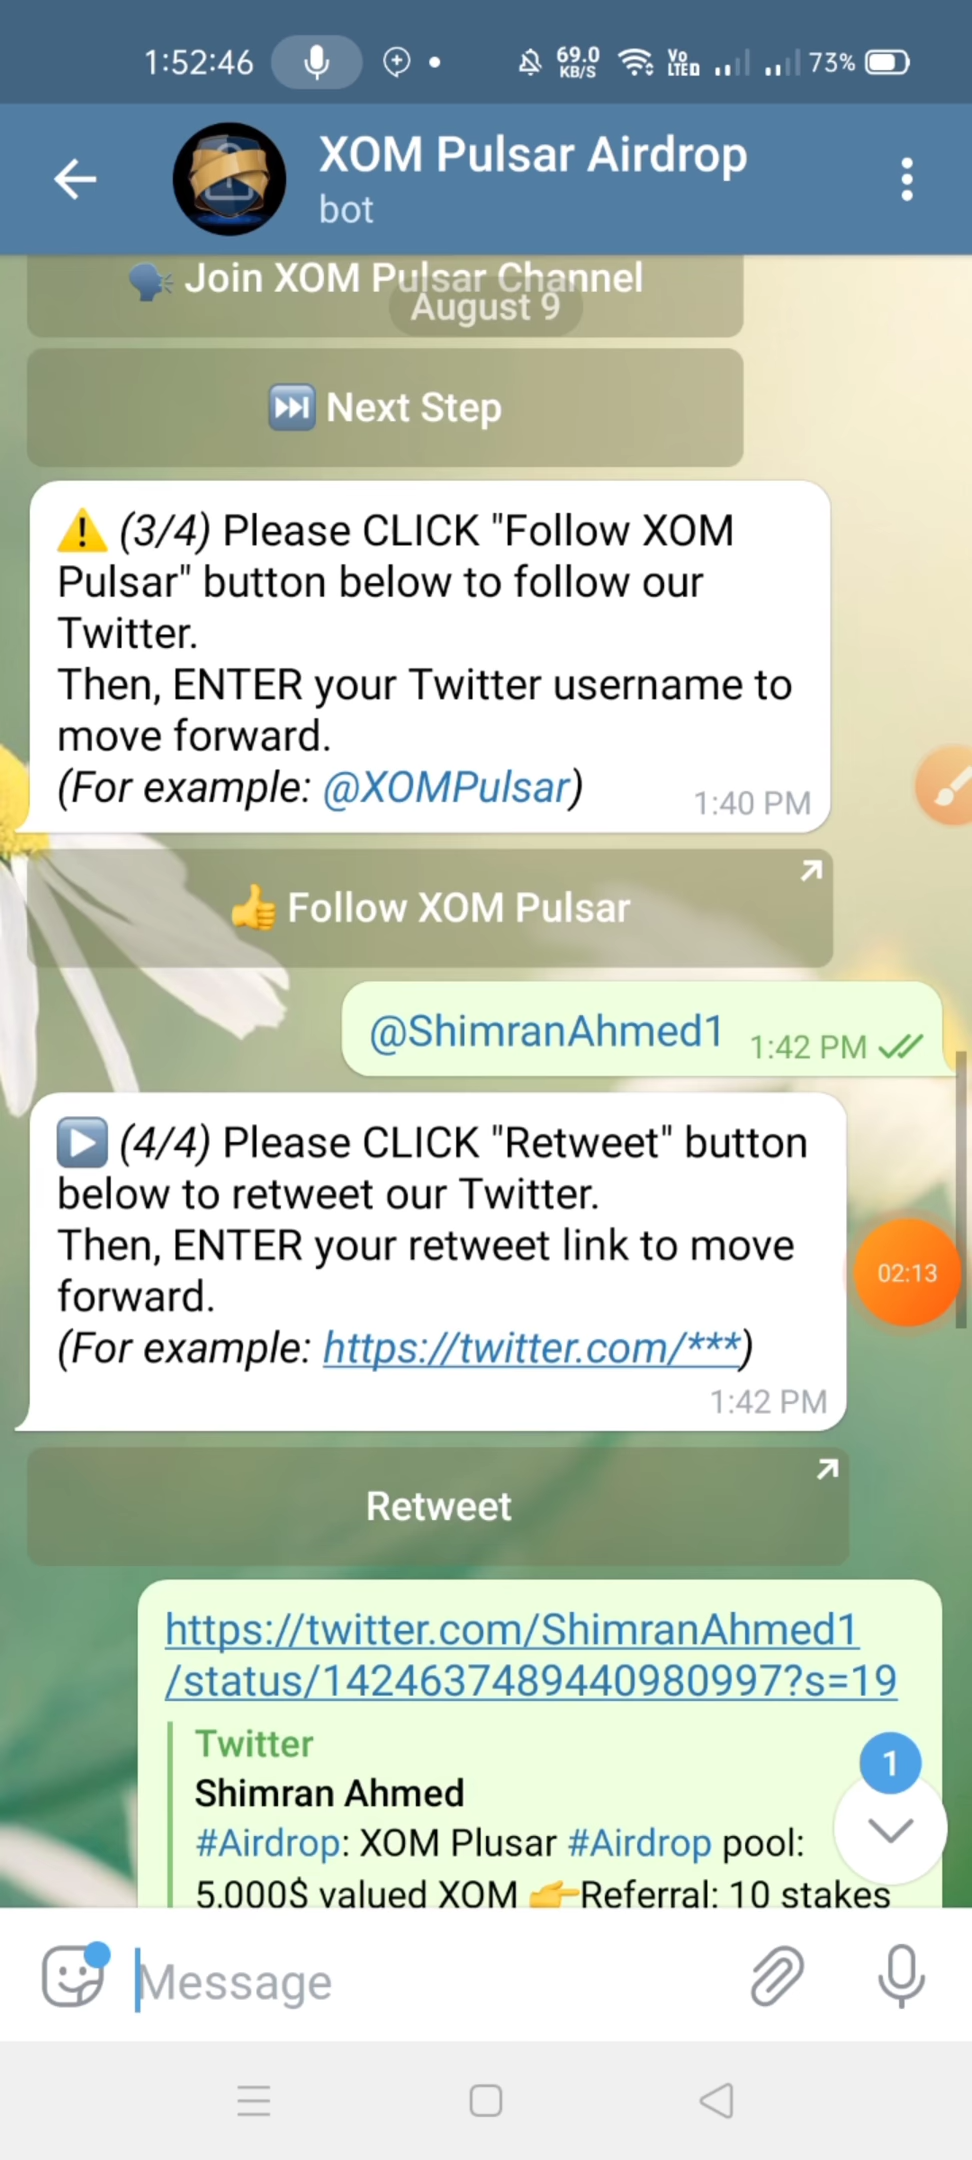 1:52:46
69.0
KB/S
Vo
LTED
73%
XOM Pulsar Airdrop
bot
Join XOM Pulsar Channel
August 9
Next Step
(3/4) Please CLICK "Follow XOM
Pulsar" button below to follow our
Twitter.
Then, ENTER your Twitter username to
move forward.
(For example: @XOMPulsar)
1:40 PM
Follow XOM Pulsar
@ShimranAhmed1
1:42 PM
(4/4) Please CLICK "Retweet" button
below to retweet our Twitter.
Then, ENTER your retweet link to move
forward.
02:13
(For example: https://twitter.com/***)
1:42 PM
Retweet
https://twitter.com/ShimranAhmed1
/status/1424637489440980997?s=19
Twitter
1
Shimran Ahmed
#Airdrop: XOM Plusar #Airdrop pool:
5,000$ valued XOM 👉Referral: 10 stakes
Message